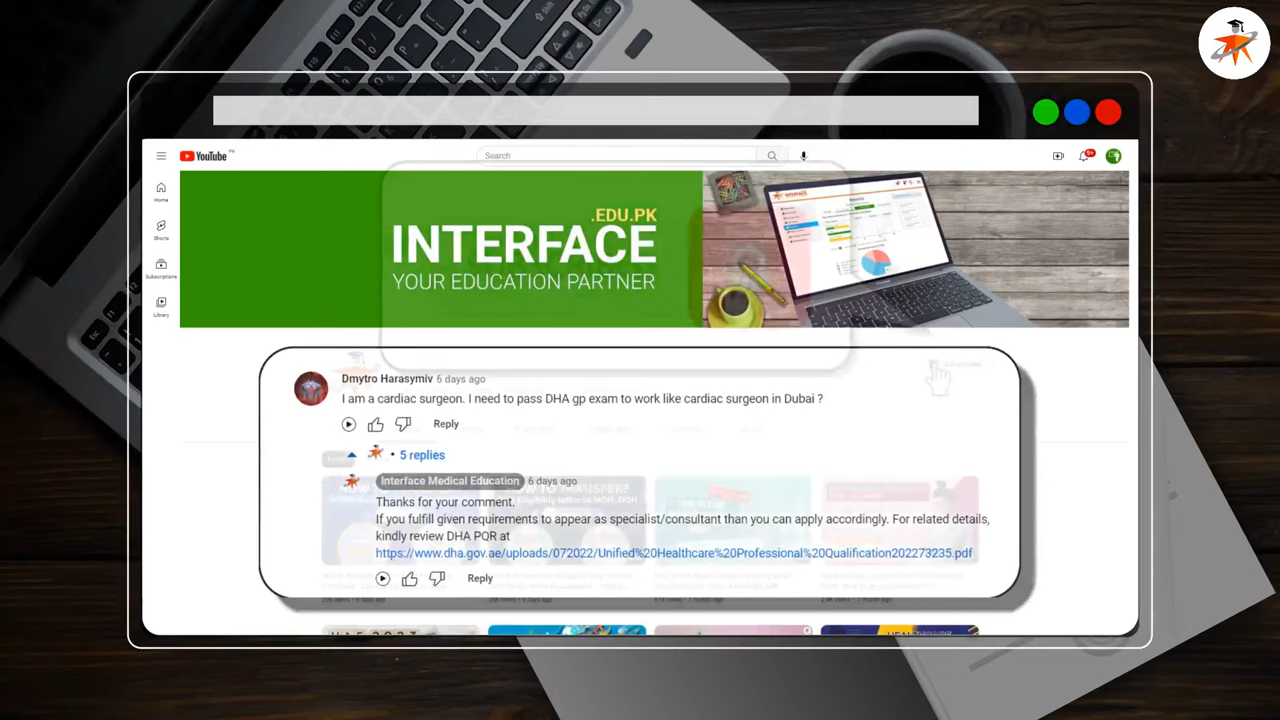 YouTube PK
Search
9+
Home
Shorts
Subscriptions
Library
.EDU.PK
INTERFACE
YOUR EDUCATION PARTNER
Dmytro Harasymiv 6 days ago
I am a cardiac surgeon. I need to pass DHA gp exam to work like cardiac surgeon in Dubai ?
Reply
• 5 replies
Interface Medical Education 6 days ago
Thanks for your comment.
If you fulfill given requirements to appear as specialist/consultant than you can apply accordingly. For related details,
kindly review DHA PQR at
https://www.dha.gov.ae/uploads/072022/Unified%20Healthcare%20Professional%20Qualification202273235.pdf
Reply